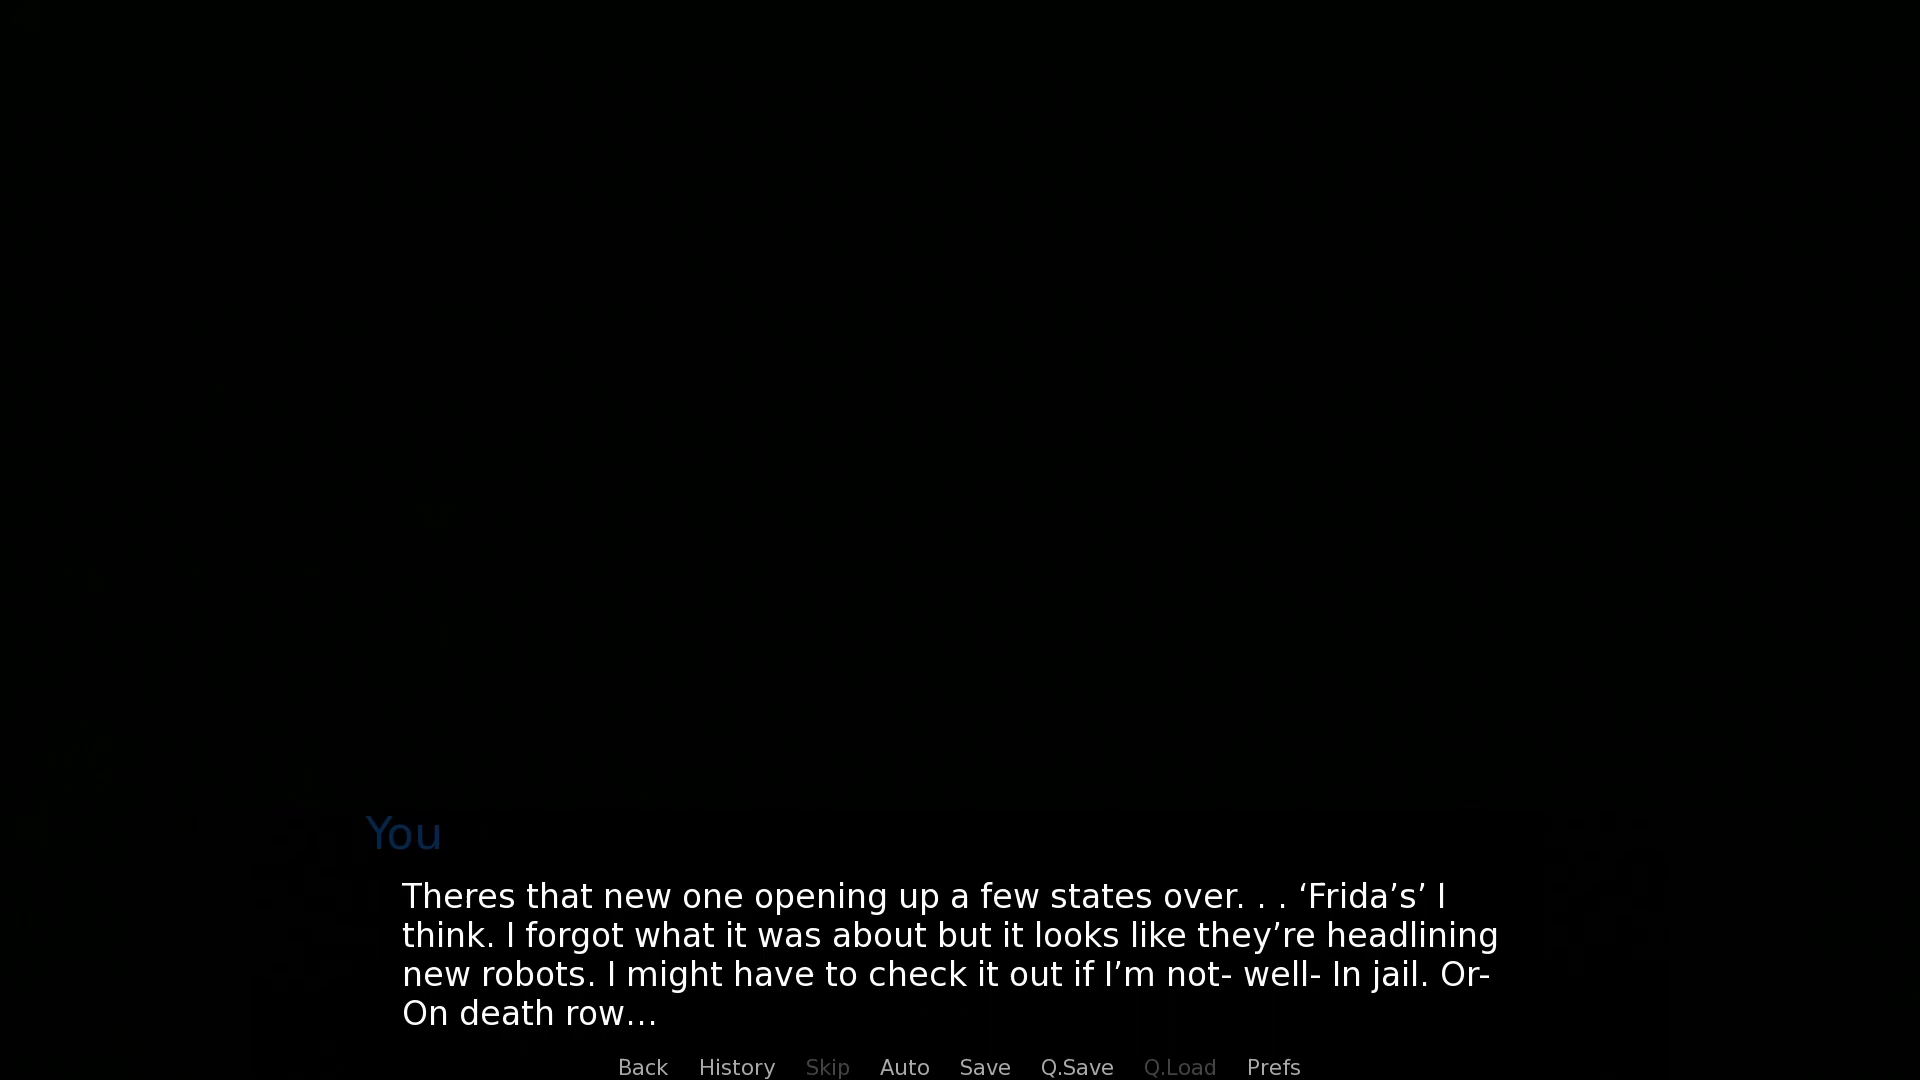 You
Theres that new one opening up a few states over. . . ‘Frida’s’ I
think. I forgot what it was about but it looks like they’re headlining
new robots. I might have to check it out if I’m not- well- In jail. Or-
On death row…
Back History Skip Auto Save Q.Save Q.Load Prefs